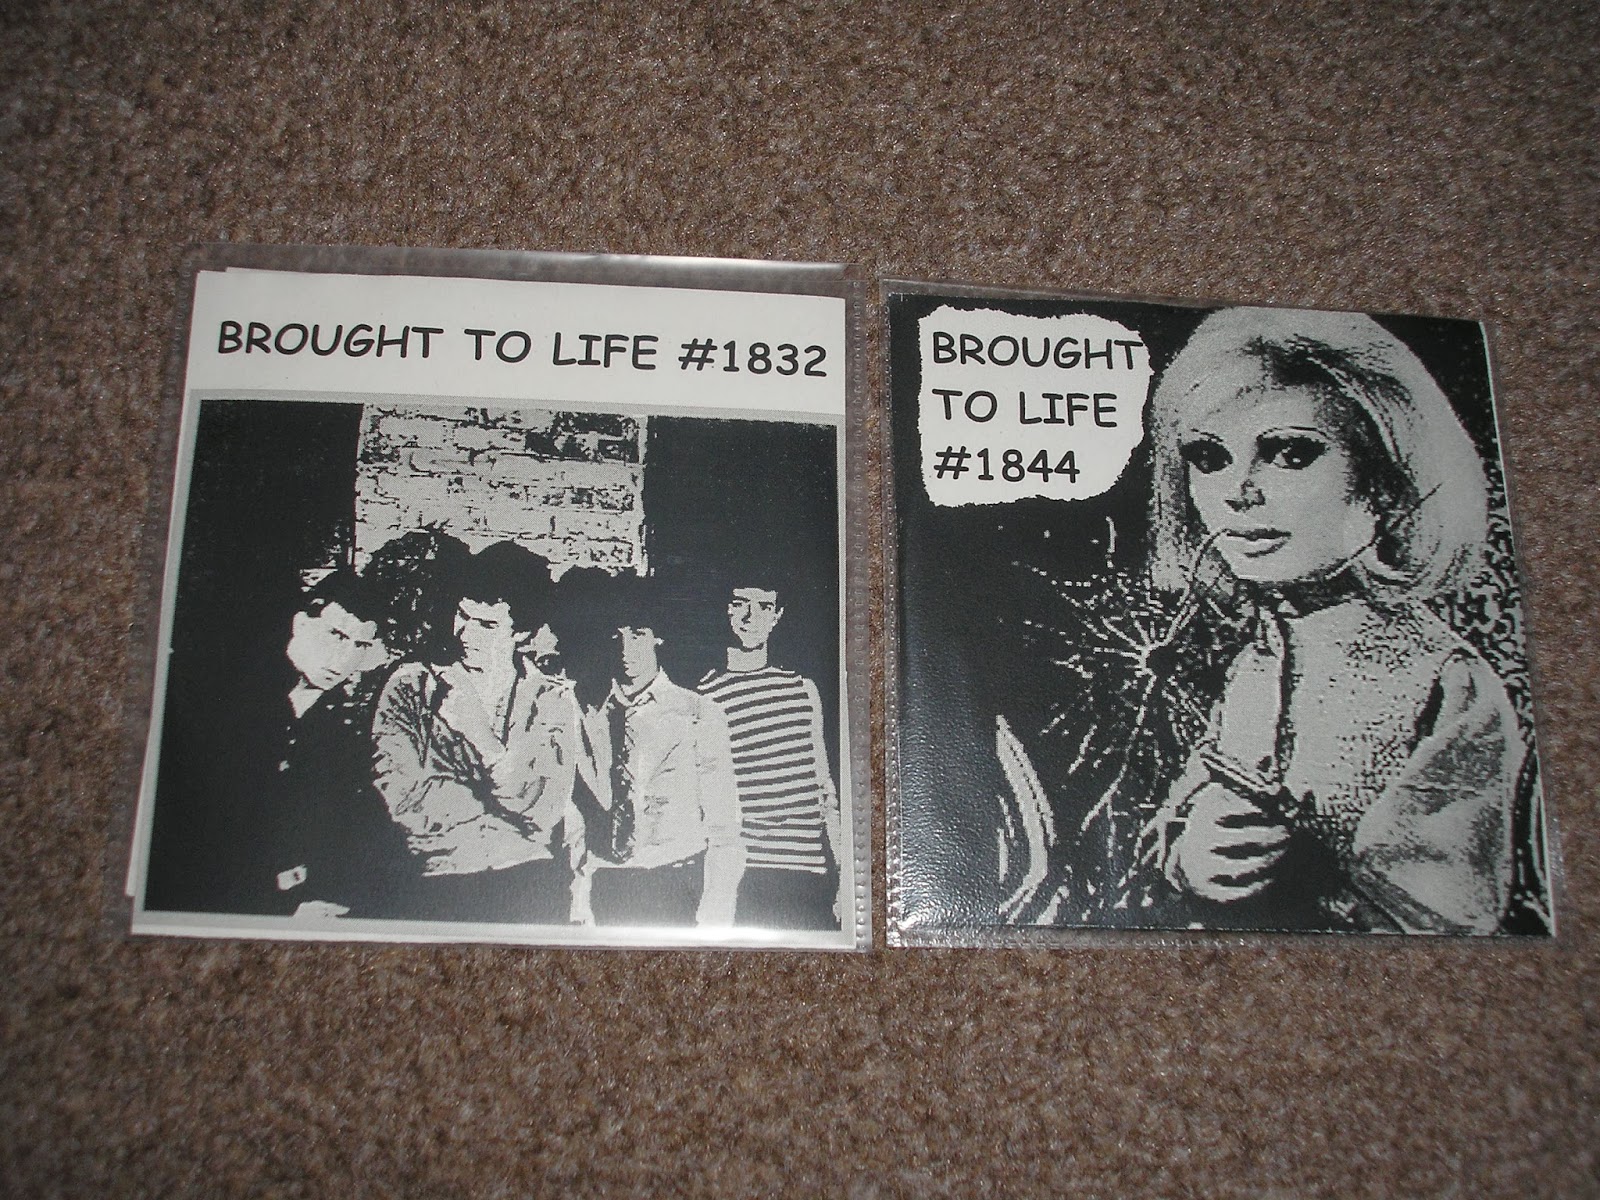 BROUGHT TO LIFE #1832
BROUGHT
TO LIFE
#1844